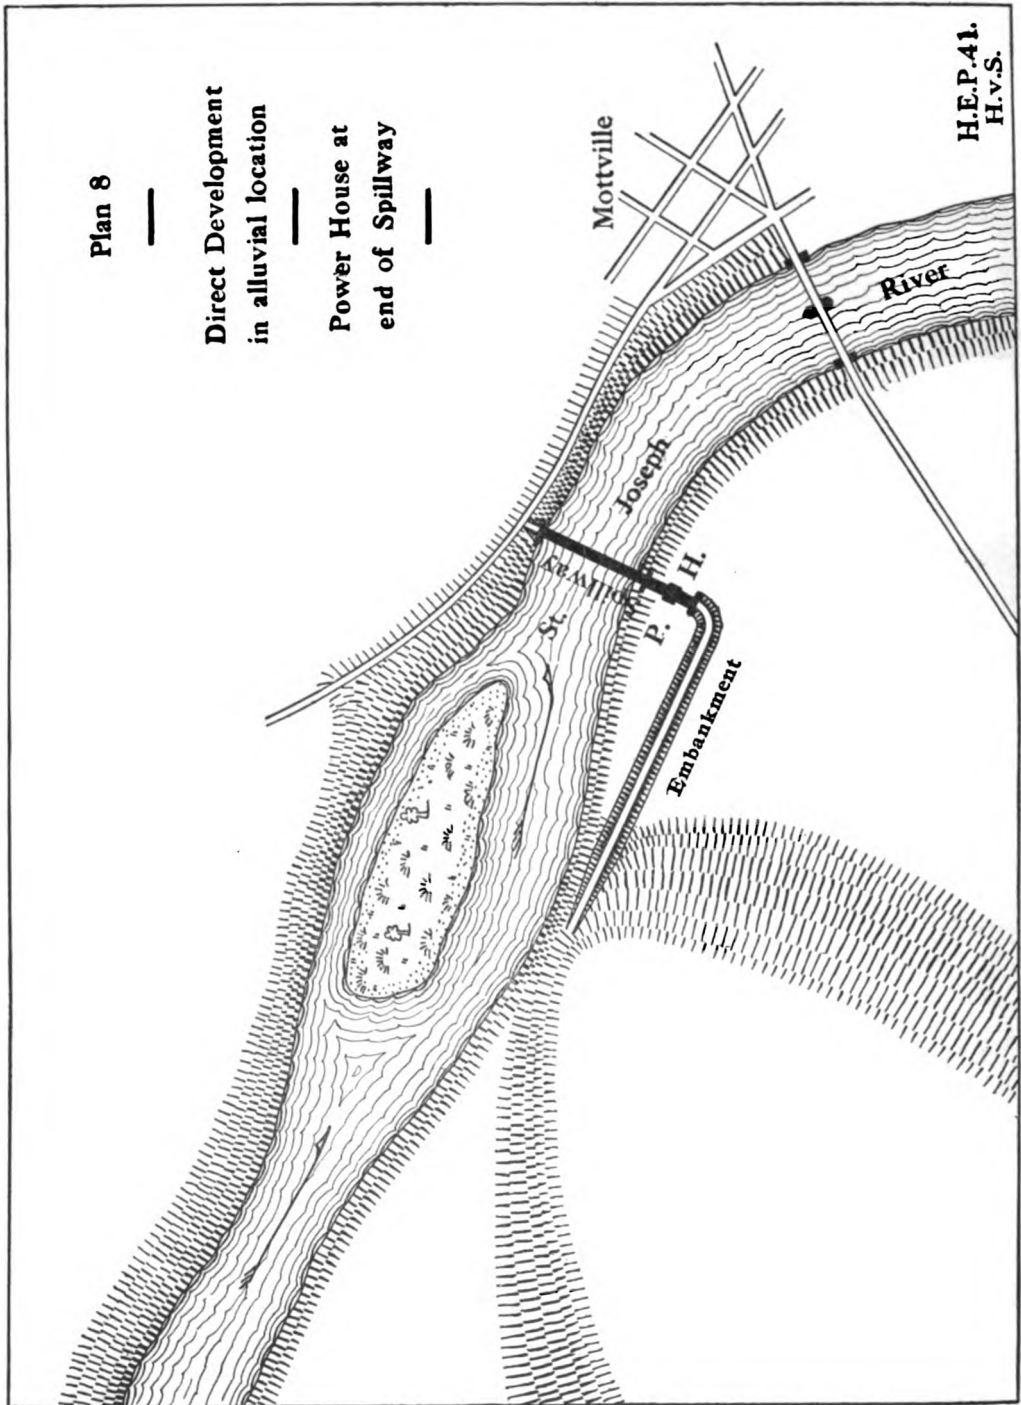 Plan 8
Direct Development
in alluvial location
Power House at
end of Spillway
Mottville
H.E.P.41.
H.v.S.
St. Joseph River
Spillway
P. H.
Embankment